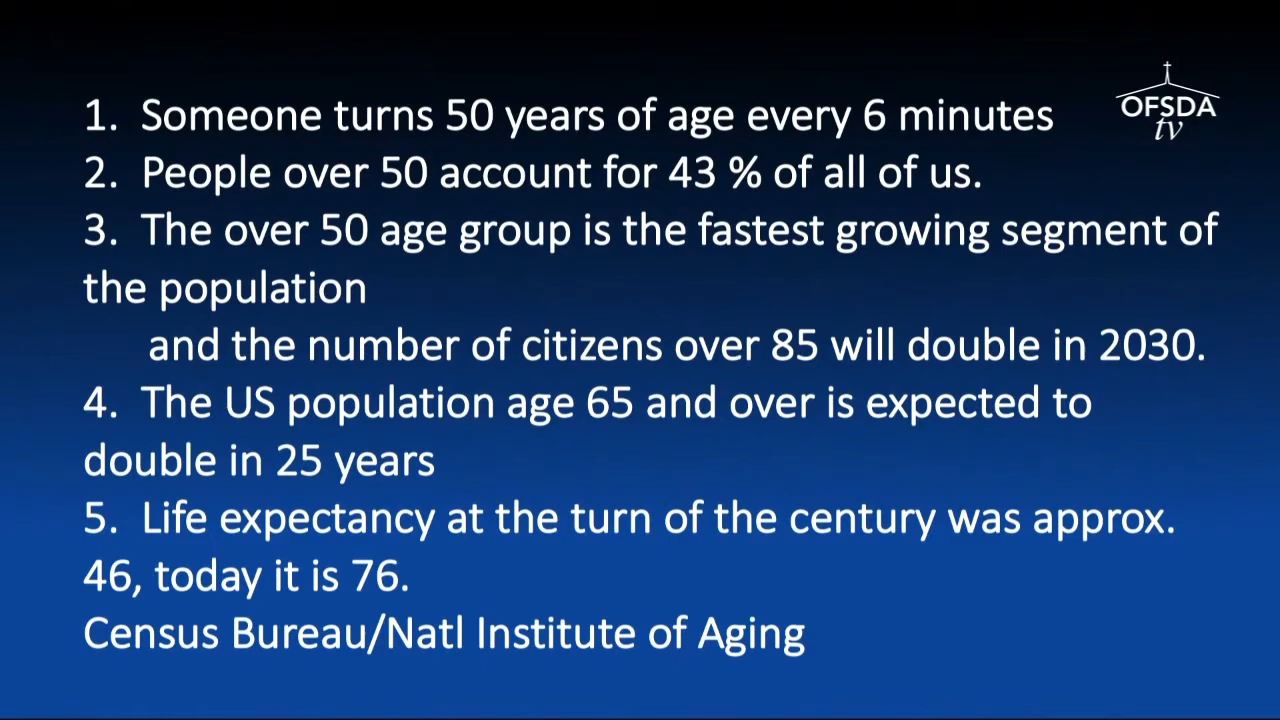 1.  Someone turns 50 years of age every 6 minutes
2.  People over 50 account for 43 % of all of us.
3.  The over 50 age group is the fastest growing segment of
the population
and the number of citizens over 85 will double in 2030.
4.  The US population age 65 and over is expected to
double in 25 years
5.  Life expectancy at the turn of the century was approx.
46, today it is 76.
Census Bureau/Natl Institute of Aging
OFSDA
tv